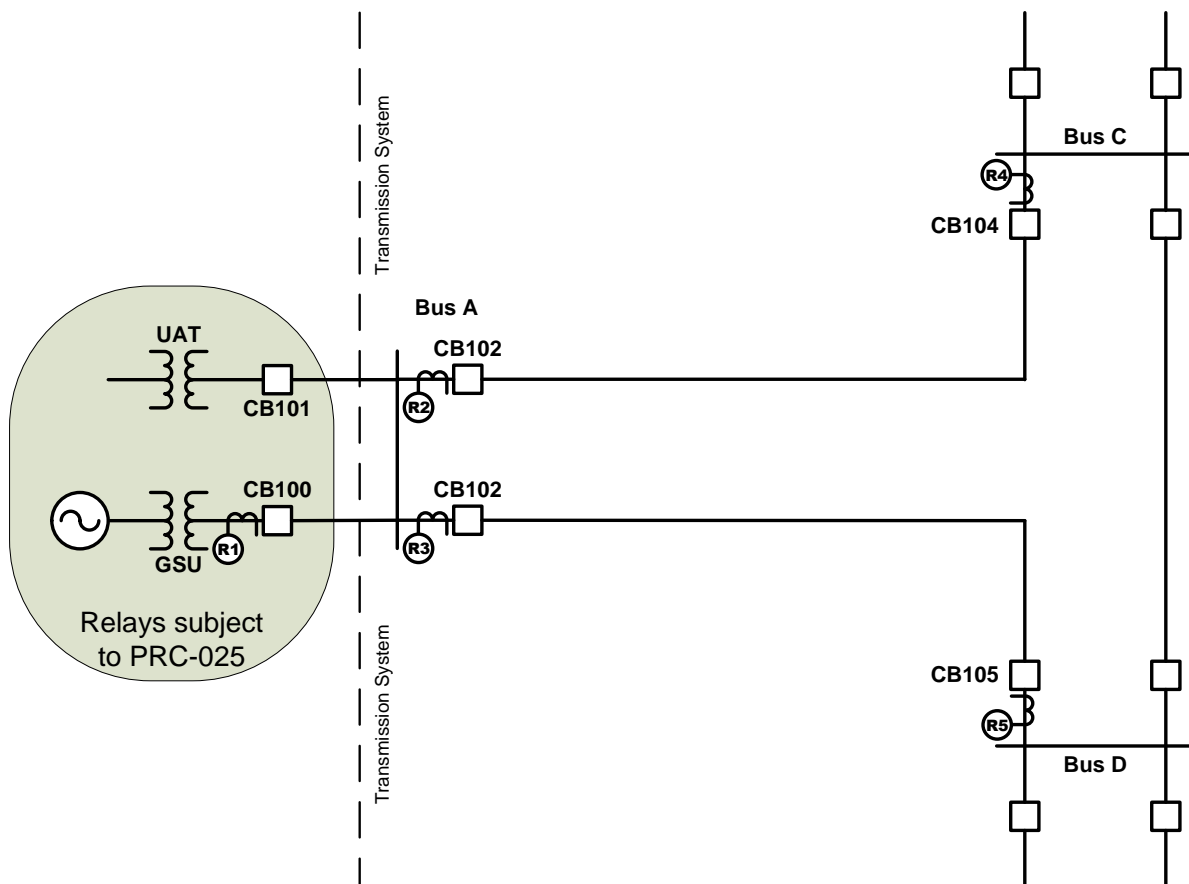 Transmission System
Bus C
R4
CB104
Bus A
UAT
CB102
CB101
R2
CB100
CB102
R1
R3
GSU
Relays subject
to PRC-025
Transmission System
CB105
R5
Bus D